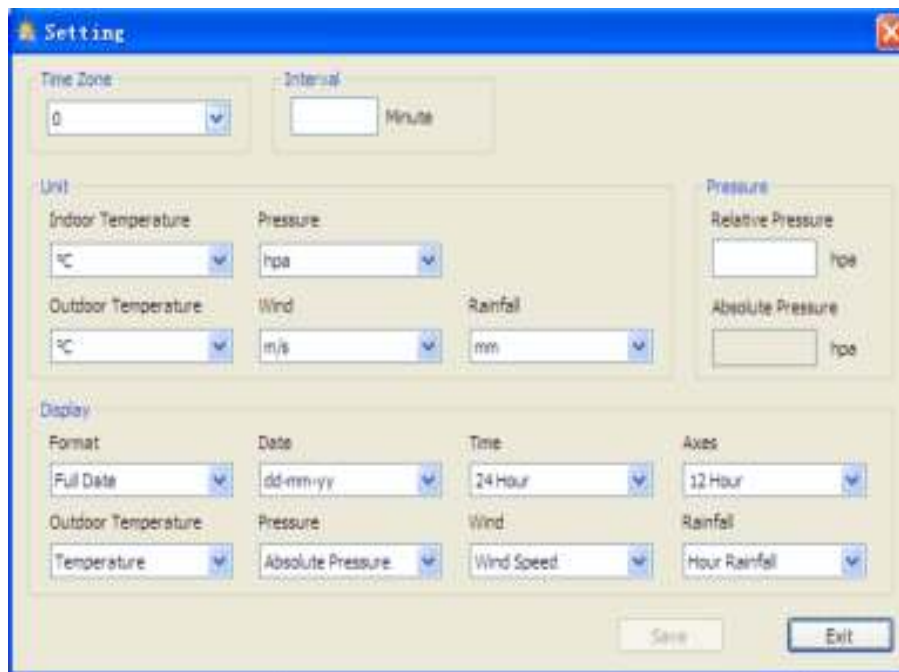 Setting
Time Zone Interval
0 Minute
Unit Pressure
Indoor Temperature Pressure Relative Pressure
ºC hpa hpa
Outdoor Temperature Wind Rainfall Absolute Pressure
ºC m/s mm hpa
Display
Format Date Time Axes
Full Date dd-mm-yy 24 Hour 12 Hour
Outdoor Temperature Pressure Wind Rainfall
Temperature Absolute Pressure Wind Speed Hour Rainfall
Save Exit